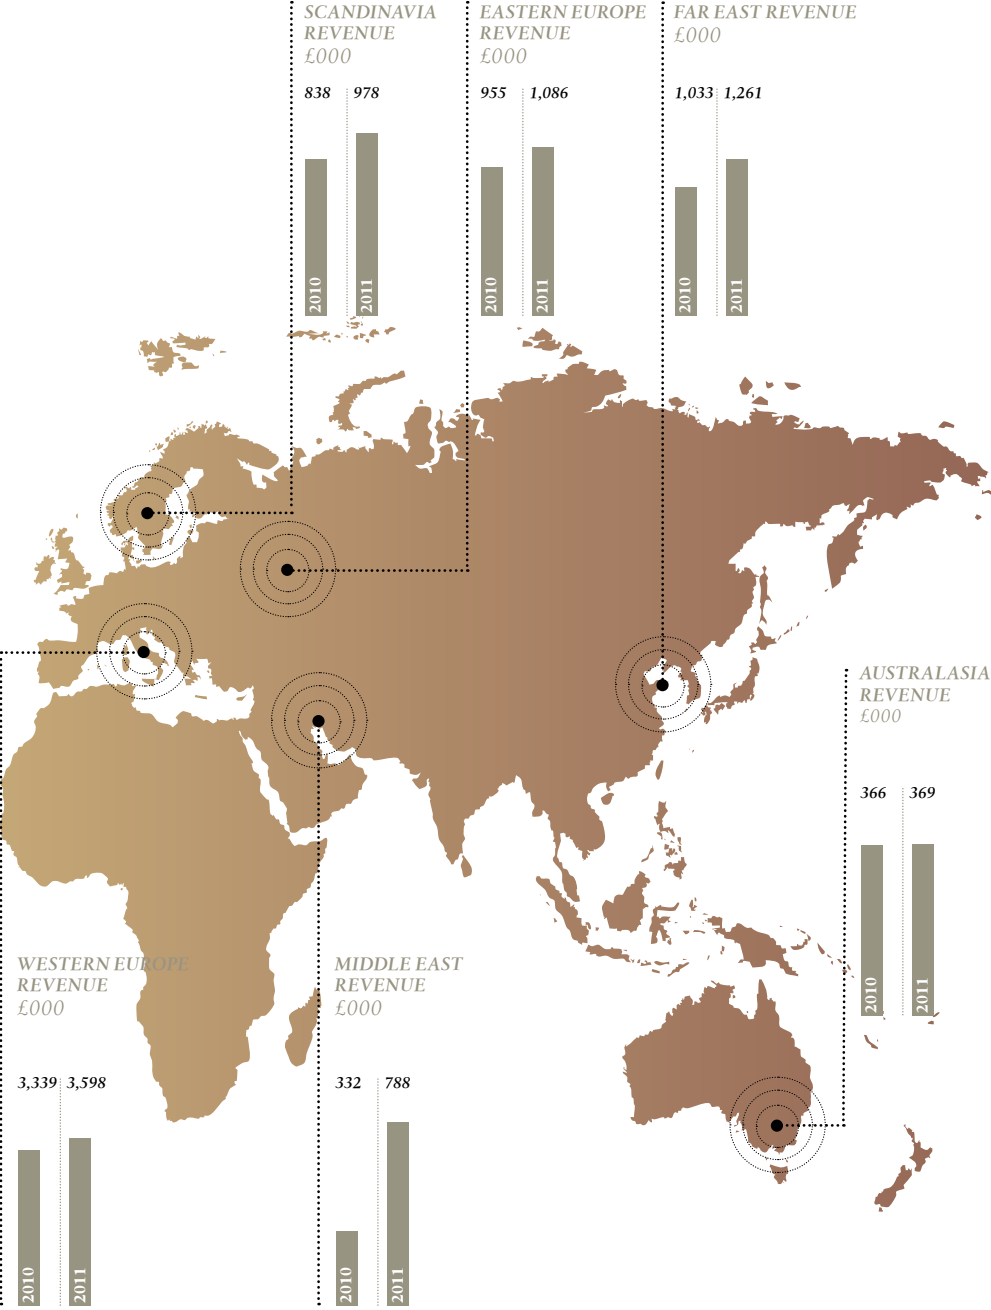 SCANDINAVIA
REVENUE
£000
838 978
2010
2011
EASTERN EUROPE
REVENUE
£000
955 1,086
2010
2011
FAR EAST REVENUE
£000
1,033 1,261
2010
2011
AUSTRALASIA
REVENUE
£000
366 369
2010
2011
WESTERN EUROPE
REVENUE
£000
3,339 3,598
2010
2011
MIDDLE EAST
REVENUE
£000
332 788
2010
2011